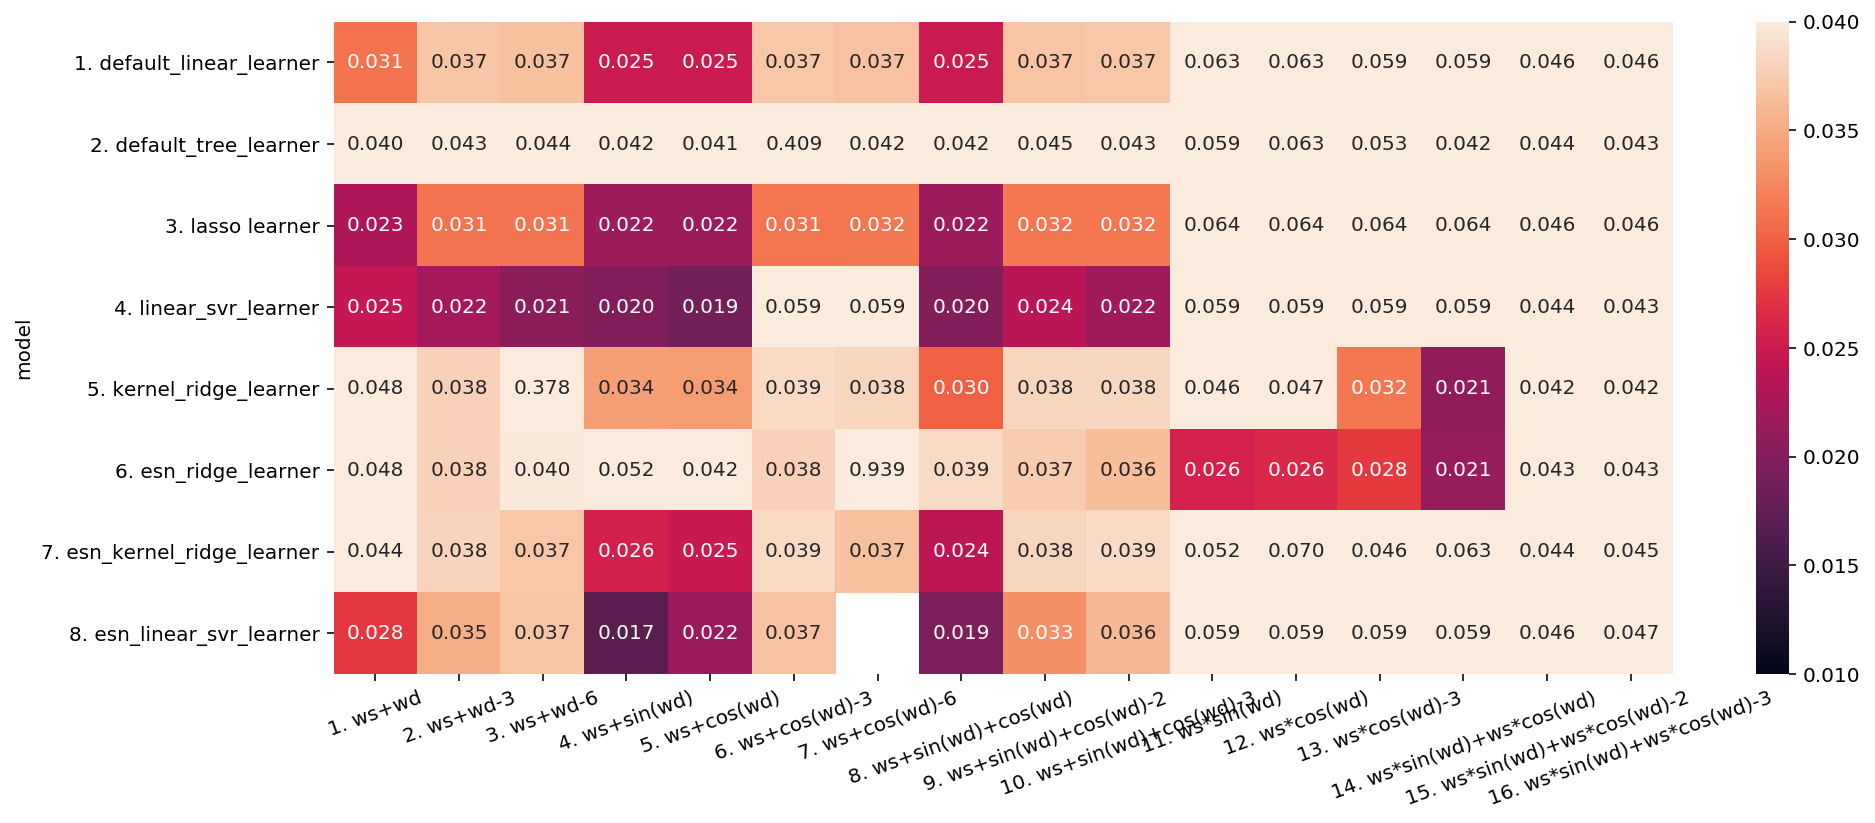 model
1. default_linear_learner 0.031 0.037 0.037 0.025 0.025 0.037 0.037 0.025 0.037 0.037 0.063 0.063 0.059 0.059 0.046 0.046
2. default_tree_learner 0.040 0.043 0.044 0.042 0.041 0.409 0.042 0.042 0.045 0.043 0.059 0.063 0.053 0.042 0.044 0.043
3. lasso learner 0.023 0.031 0.031 0.022 0.022 0.031 0.032 0.022 0.032 0.032 0.064 0.064 0.064 0.064 0.046 0.046
4. linear_svr_learner 0.025 0.022 0.021 0.020 0.019 0.059 0.059 0.020 0.024 0.022 0.059 0.059 0.059 0.059 0.044 0.043
5. kernel_ridge_learner 0.048 0.038 0.378 0.034 0.034 0.039 0.038 0.030 0.038 0.038 0.046 0.047 0.032 0.021 0.042 0.042
6. esn_ridge_learner 0.048 0.038 0.040 0.052 0.042 0.038 0.939 0.039 0.037 0.036 0.026 0.026 0.028 0.021 0.043 0.043
7. esn_kernel_ridge_learner 0.044 0.038 0.037 0.026 0.025 0.039 0.037 0.024 0.038 0.039 0.052 0.070 0.046 0.063 0.044 0.045
8. esn_linear_svr_learner 0.028 0.035 0.037 0.017 0.022 0.037 0.019 0.033 0.036 0.059 0.059 0.059 0.059 0.046 0.047
1. ws+wd
2. ws+wd-3
3. ws+wd-6
4. ws+sin(wd)
5. ws+cos(wd)
6. ws+cos(wd)-3
7. ws+cos(wd)-6
8. ws+sin(wd)+cos(wd)
9. ws+sin(wd)+cos(wd)-2
10. ws+sin(wd)+cos(wd)-3
11. ws*sin(wd)
12. ws*cos(wd)
13. ws*cos(wd)-3
14. ws*sin(wd)+ws*cos(wd)
15. ws*sin(wd)+ws*cos(wd)-2
16. ws*sin(wd)+ws*cos(wd)-3
0.040
0.035
0.030
0.025
0.020
0.015
0.010